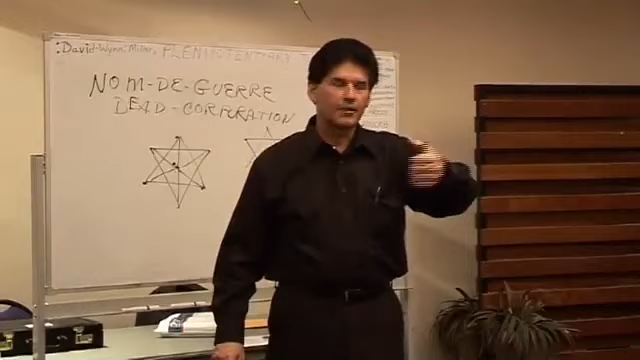 :David-Wynn: Miller, PLENIPOTENTIARY
NOM-DE-GUERRE
DEAD-CORPORATION